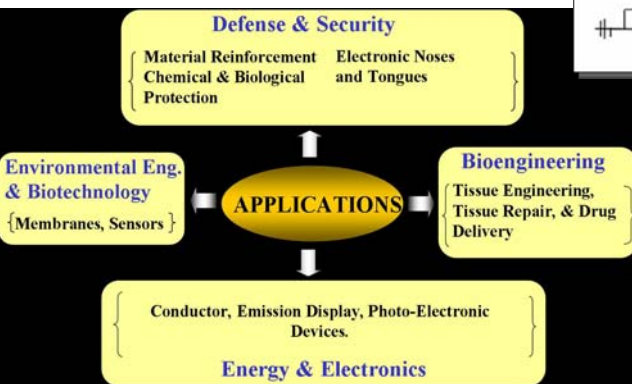 Defense & Security
Material Reinforcement
Chemical & Biological
Protection
Electronic Noses
and Tongues
Environmental Eng.
& Biotechnology
{Membranes, Sensors }
APPLICATIONS
Bioengineering
Tissue Engineering,
Tissue Repair, & Drug
Delivery
Conductor, Emission Display, Photo-Electronic
Devices.
Energy & Electronics